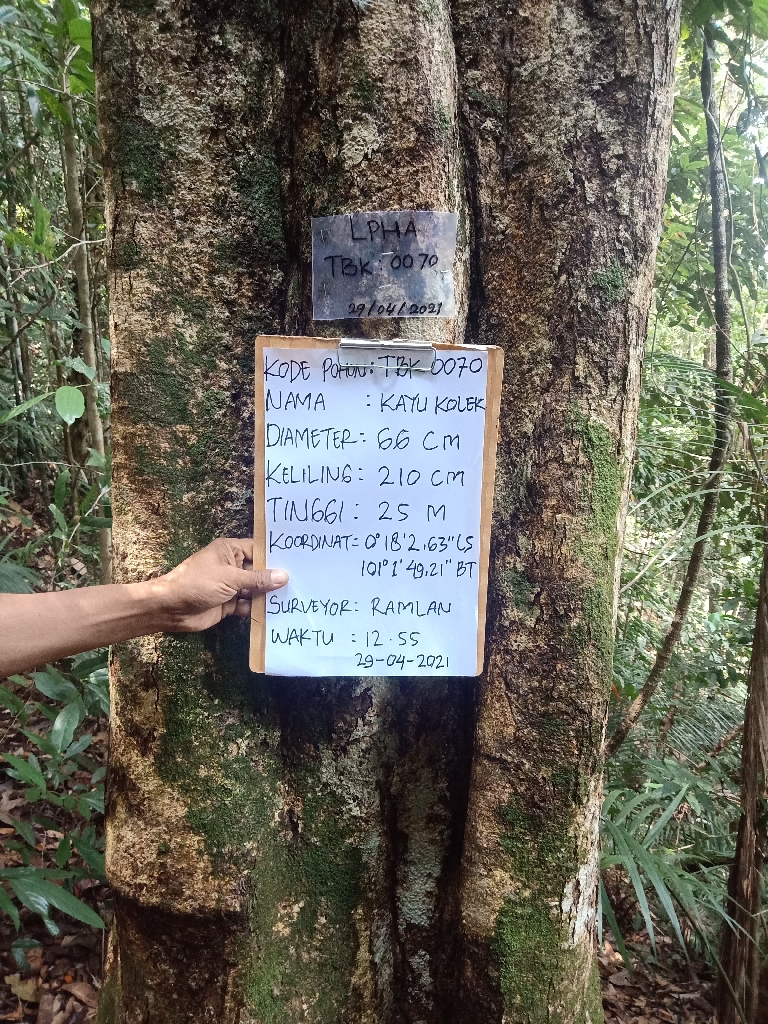 LPHA
TBK: 0070
29/04/2021
KODE POHON: TBK 0070
NAMA : KAYU KOLEK
DIAMETER: 66 CM
KELILING: 210 CM
TINGGI: 25 M
KOORDINAT= 0° 18' 2.63" LS
101° 1' 49.21" BT
SURVEYOR: RAMLAN
WAKTU : 12.55
29-04-2021